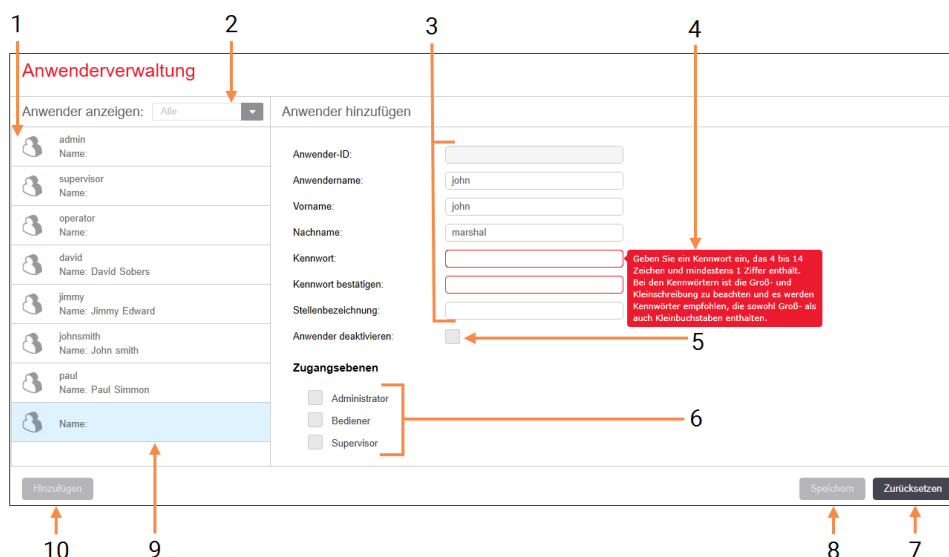 1
2
3
4
Anwenderverwaltung
Anwender anzeigen:
Alle
Anwender hinzufügen
admin
Name:
supervisor
Name:
operator
Name:
david
Name: David Sobers
jimmy
Name: Jimmy Edward
johnsmith
Name: John smith
paul
Name: Paul Simmon
Name:
Anwender-ID:
Anwendername:
john
Vorname:
john
Nachname:
marshal
Kennwort:
Kennwort bestätigen:
Stellenbezeichnung:
Geben Sie ein Kennwort ein, das 4 bis 14
Zeichen und mindestens 1 Ziffer enthält.
Bei den Kennwörtern ist die Groß- und
Kleinschreibung zu beachten und es werden
Kennwörter empfohlen, die sowohl Groß- als
auch Kleinbuchstaben enthalten.
Anwender deaktivieren:
5
Zugangsebenen
Administrator
Bediener
Supervisor
6
Hinzufügen
Speichern
Zurücksetzen
10
9
8
7